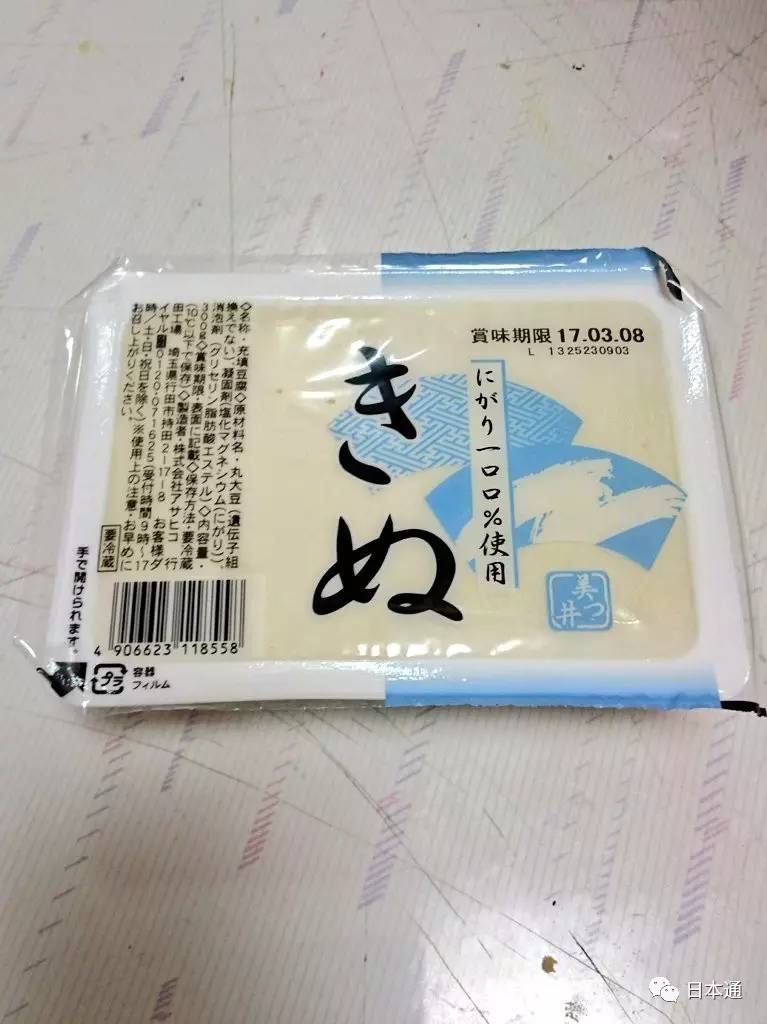 賞味期限 17.03.08
L 1325230903
きぬ
にがり一〇〇%使用
美つ井
◇名称・充填豆腐◇原材料名・丸大豆(遺伝子組
換えでない)、凝固剤(塩化マグネシウム(にがり))、
消泡剤(グリセリン脂肪酸エステル)◇内容量・
300g◇賞味期限・表面に記載◇保存方法・要冷蔵
(10℃以下で保存)◇製造者・株式会社アサヒコ 行
田工場 埼玉県行田市持田2-17-8 お客様ダ
イヤル 0120-071625(受付時間9時~17
時/土・日・祝日を除く)※使用上の注意・お早めに
お召し上がりください。
要冷蔵
手で開けられます。
4 906623 118558
プラ
容器
フィルム
日本通